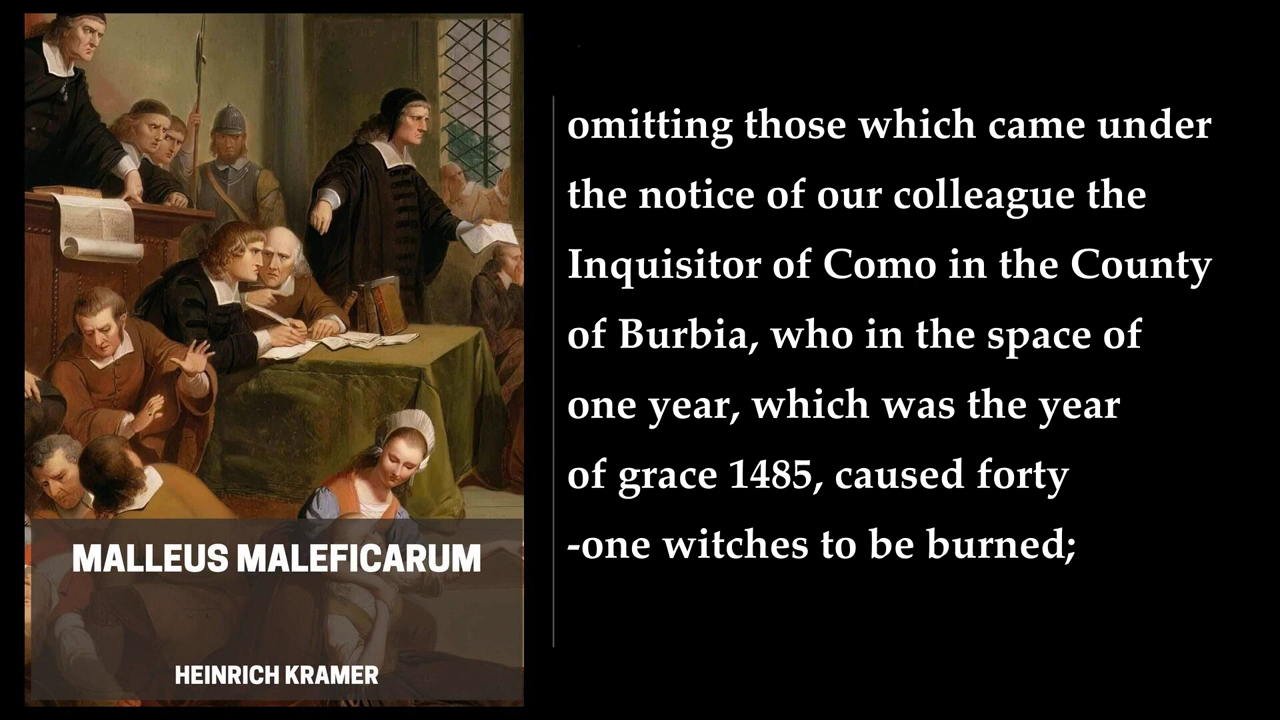 MALLEUS MALEFICARUM
HEINRICH KRAMER
omitting those which came under
the notice of our colleague the
Inquisitor of Como in the County
of Burbia, who in the space of
one year, which was the year
of grace 1485, caused forty
-one witches to be burned;